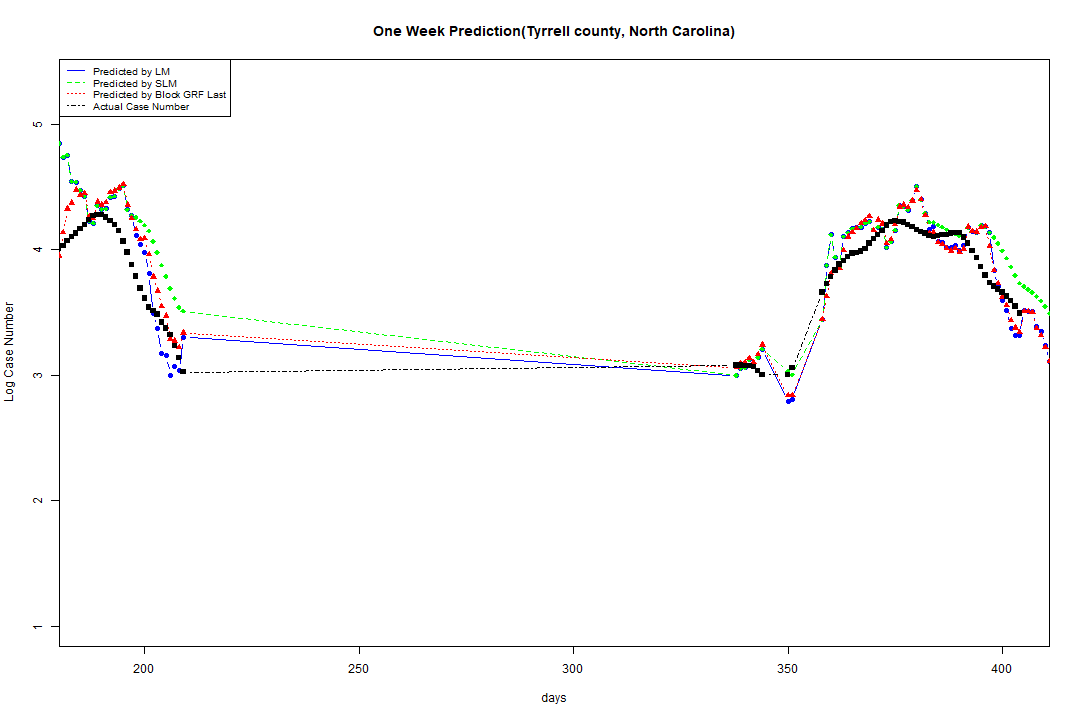 One Week Prediction(Tyrrell county, North Carolina)
Predicted by LM
Predicted by SLM
Predicted by Block GRF Last
Actual Case Number
Log Case Number
5
4
3
2
1
200
250
300
350
400
days